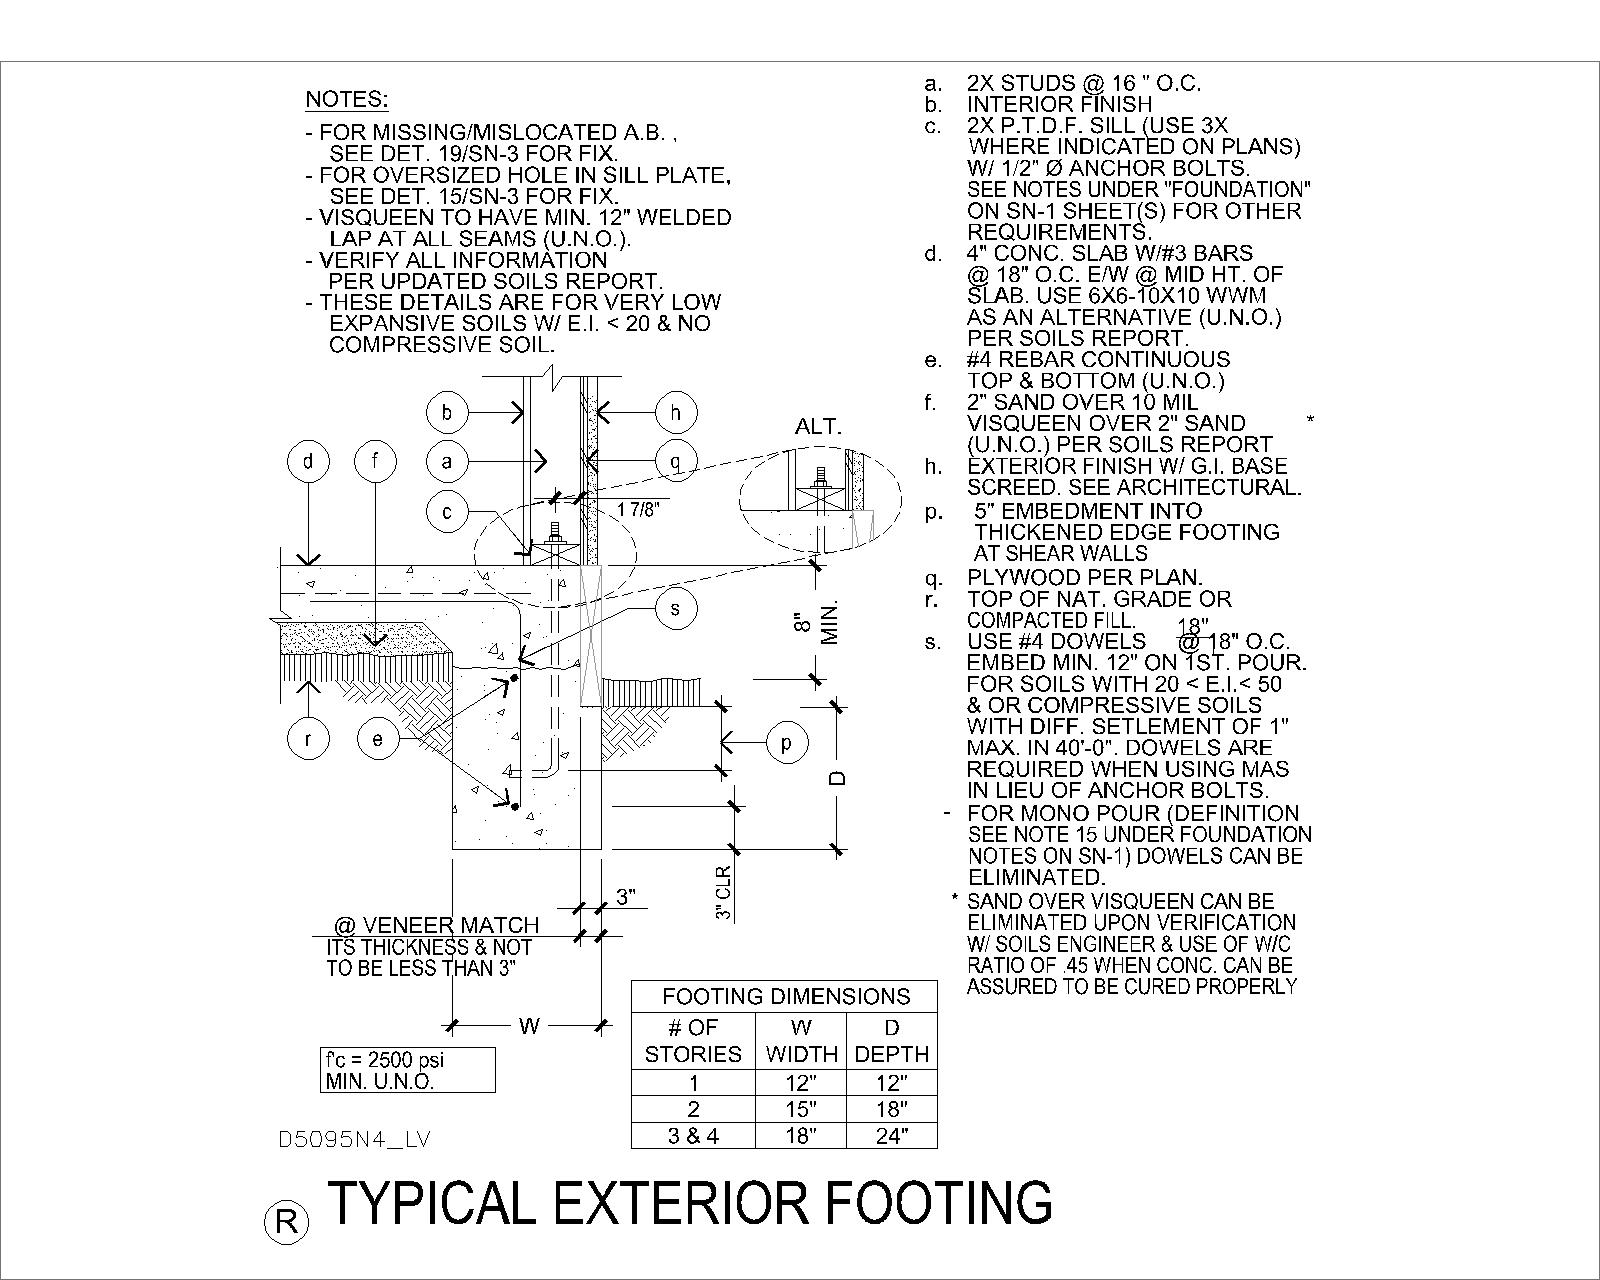 NOTES:
- FOR MISSING/MISLOCATED A.B. ,
SEE DET. 19/SN-3 FOR FIX.
- FOR OVERSIZED HOLE IN SILL PLATE,
SEE DET. 15/SN-3 FOR FIX.
- VISQUEEN TO HAVE MIN. 12" WELDED
LAP AT ALL SEAMS (U.N.O.).
- VERIFY ALL INFORMATION
PER UPDATED SOILS REPORT.
- THESE DETAILS ARE FOR VERY LOW
EXPANSIVE SOILS W/ E.I. < 20 & NO
COMPRESSIVE SOIL.
a. 2X STUDS @ 16 " O.C.
b. INTERIOR FINISH
c. 2X P.T.D.F. SILL (USE 3X
WHERE INDICATED ON PLANS)
W/ 1/2" Ø ANCHOR BOLTS.
SEE NOTES UNDER "FOUNDATION"
ON SN-1 SHEET(S) FOR OTHER
REQUIREMENTS.
d. 4" CONC. SLAB W/#3 BARS
@ 18" O.C. E/W @ MID HT. OF
SLAB. USE 6X6-10X10 WWM
AS AN ALTERNATIVE (U.N.O.)
PER SOILS REPORT.
e. #4 REBAR CONTINUOUS
TOP & BOTTOM (U.N.O.)
f. 2" SAND OVER 10 MIL
VISQUEEN OVER 2" SAND *
(U.N.O.) PER SOILS REPORT
h. EXTERIOR FINISH W/ G.I. BASE
SCREED. SEE ARCHITECTURAL.
p. 5" EMBEDMENT INTO
THICKENED EDGE FOOTING
AT SHEAR WALLS
q. PLYWOOD PER PLAN.
r. TOP OF NAT. GRADE OR
COMPACTED FILL.
18"
s. USE #4 DOWELS @ 18" O.C.
EMBED MIN. 12" ON 1ST. POUR.
FOR SOILS WITH 20 < E.I.< 50
& OR COMPRESSIVE SOILS
WITH DIFF. SETLEMENT OF 1"
MAX. IN 40'-0". DOWELS ARE
REQUIRED WHEN USING MAS
IN LIEU OF ANCHOR BOLTS.
- FOR MONO POUR (DEFINITION
SEE NOTE 15 UNDER FOUNDATION
NOTES ON SN-1) DOWELS CAN BE
ELIMINATED.
* SAND OVER VISQUEEN CAN BE
ELIMINATED UPON VERIFICATION
W/ SOILS ENGINEER & USE OF W/C
RATIO OF .45 WHEN CONC. CAN BE
ASSURED TO BE CURED PROPERLY
b
h
ALT.
d
f
a
q
c
1 7/8"
s
8"
MIN.
r
e
p
D
3" CLR
3"
@ VENEER MATCH
ITS THICKNESS & NOT
TO BE LESS THAN 3"
W
f'c = 2500 psi
MIN. U.N.O.
FOOTING DIMENSIONS
# OF STORIES W WIDTH D DEPTH
1 12" 12"
2 15" 18"
3 & 4 18" 24"
D5095N4_LV
R TYPICAL EXTERIOR FOOTING